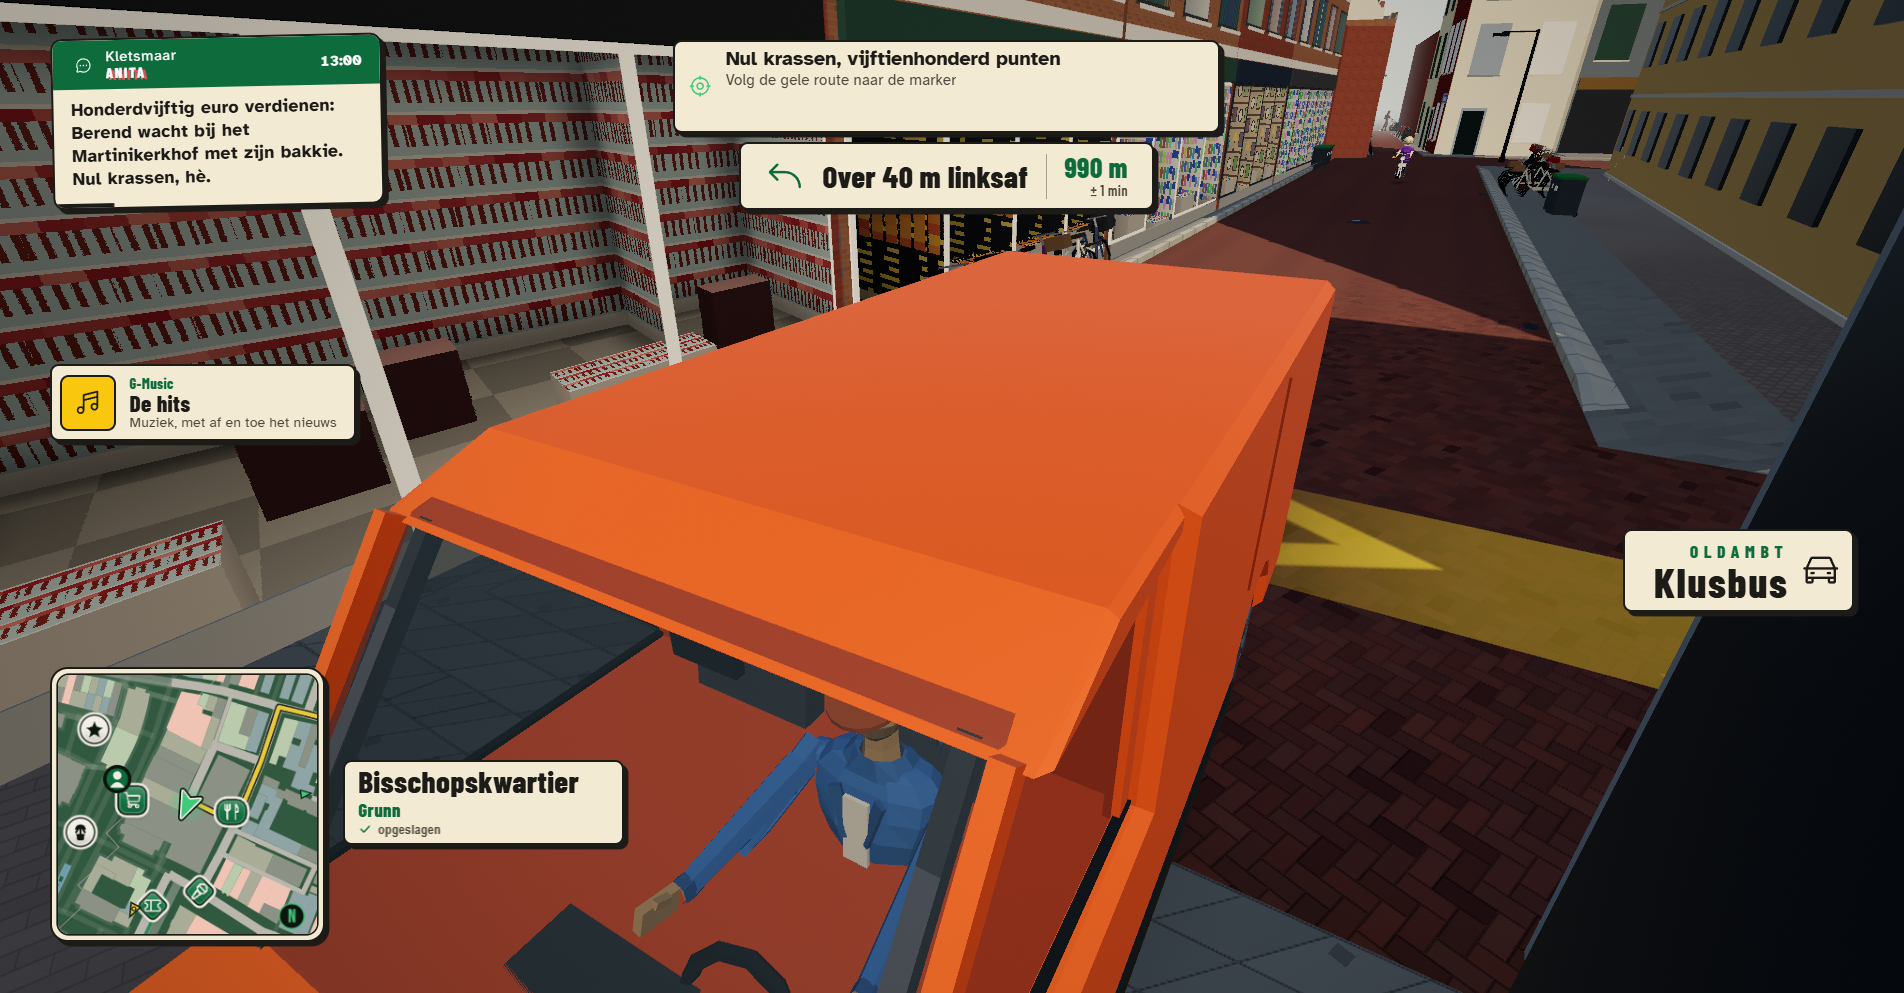 Kletsmaar
ANITA
13:00
Honderdvijftig euro verdienen:
Berend wacht bij het
Martinikerkhof met zijn bakkie.
Nul krassen, hè.
Nul krassen, vijftienhonderd punten
Volg de gele route naar de marker
Over 40 m linksaf
990 m
± 1 min
G-Music
De hits
Muziek, met af en toe het nieuws
OLDAMBT
Klusbus
Bisschopskwartier
Grunn
opgeslagen
N